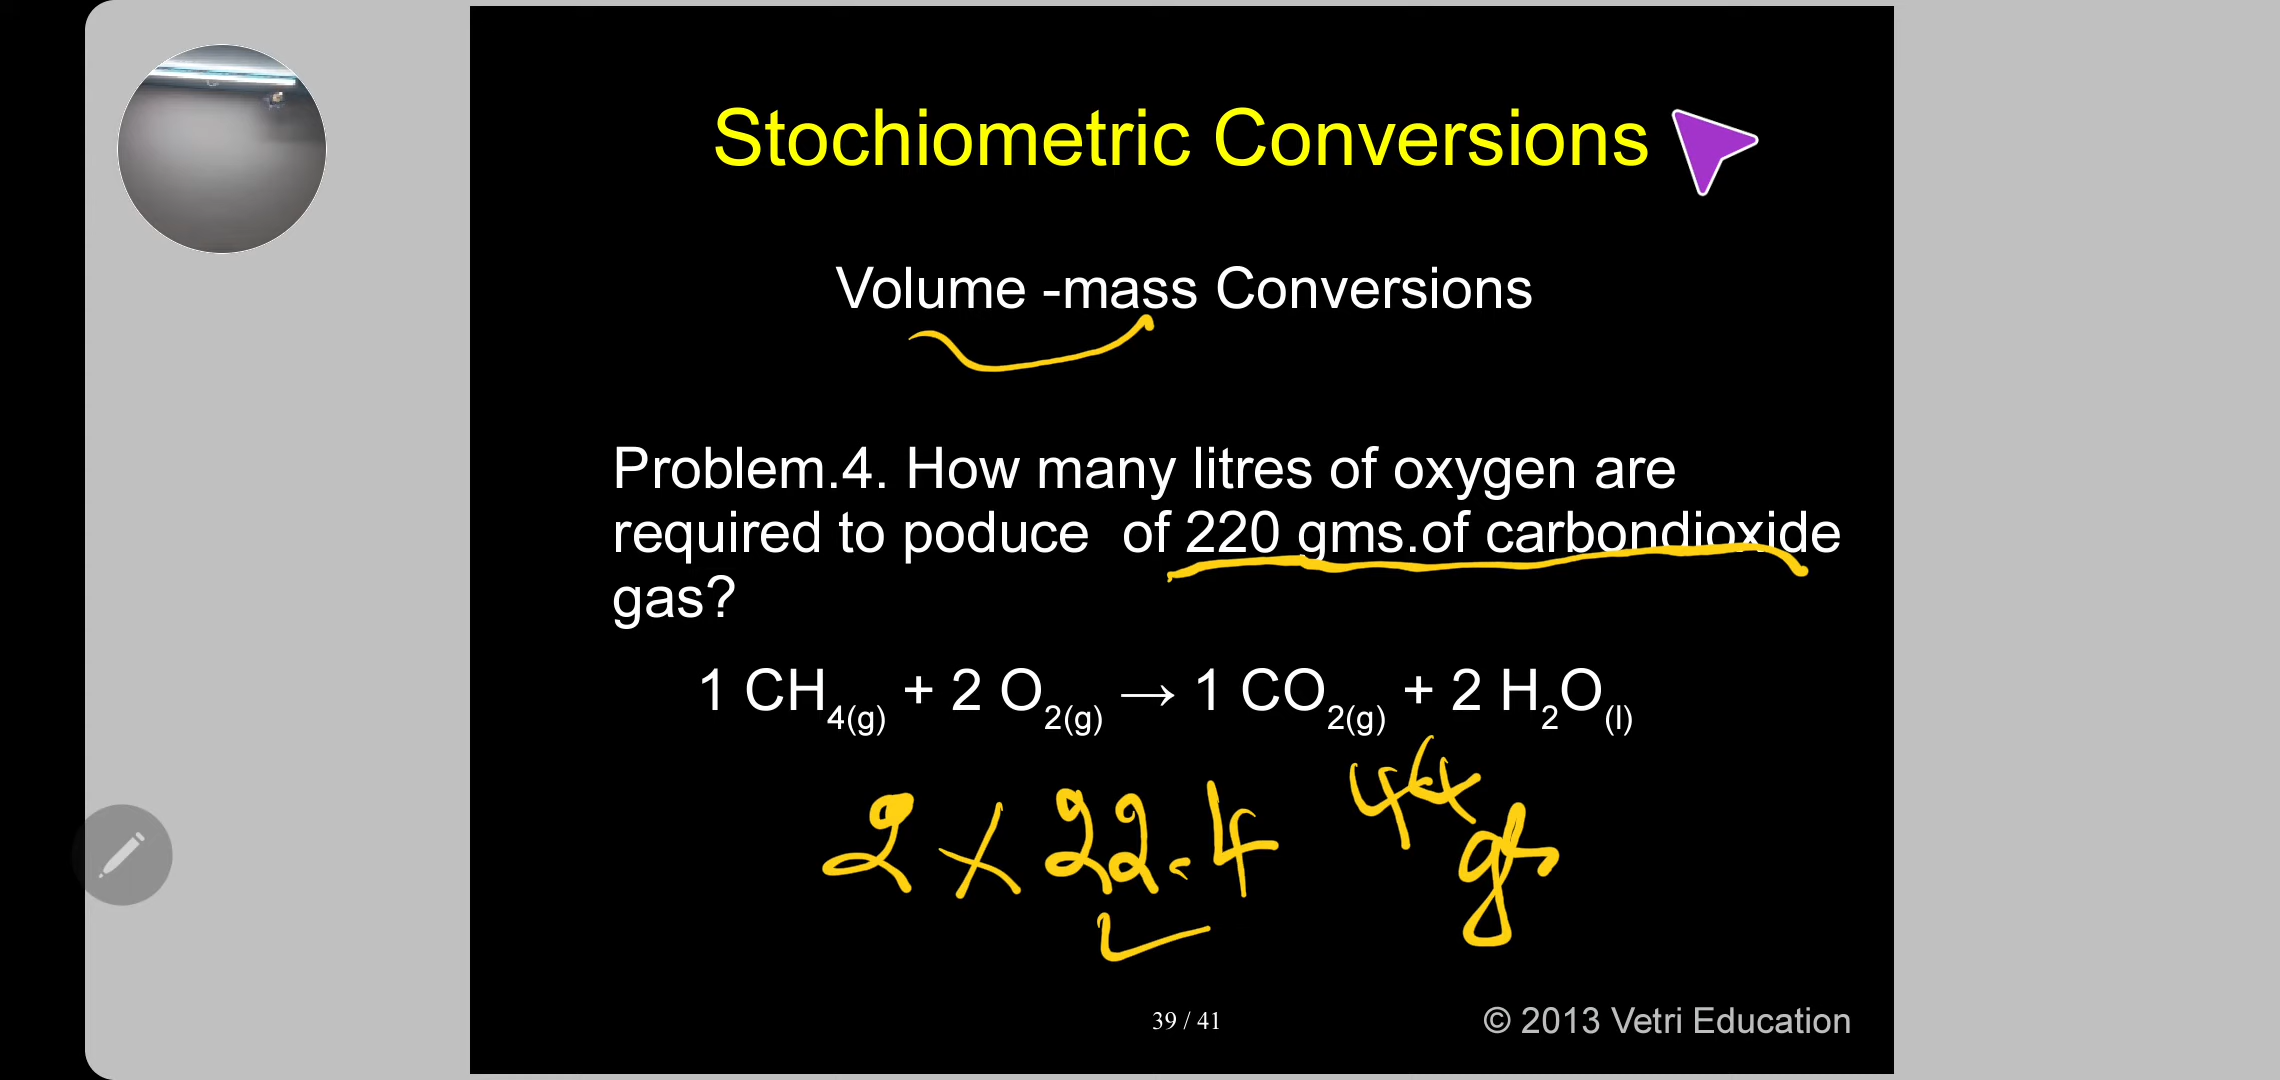 Stochiometric Conversions
Volume -mass Conversions
Problem.4. How many litres of oxygen are
required to poduce  of 220 gms.of carbondioxide
gas?
1 CH4(g) + 2 O2(g) → 1 CO2(g) + 2 H2O(l)
2 × 22.4 44 gs
39 / 41
© 2013 Vetri Education